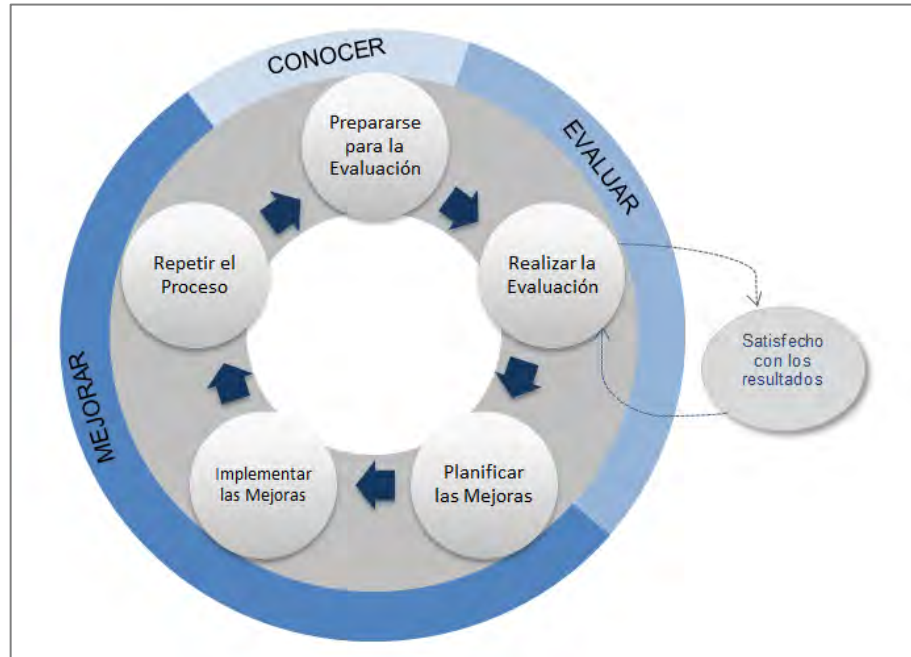 CONOCER
Prepararse
para la
Evaluación
EVALUAR
Realizar la
Evaluación
Satisfecho
con los
resultados
Planificar
las Mejoras
Implementar
las Mejoras
MEJORAR
Repetir el
Proceso